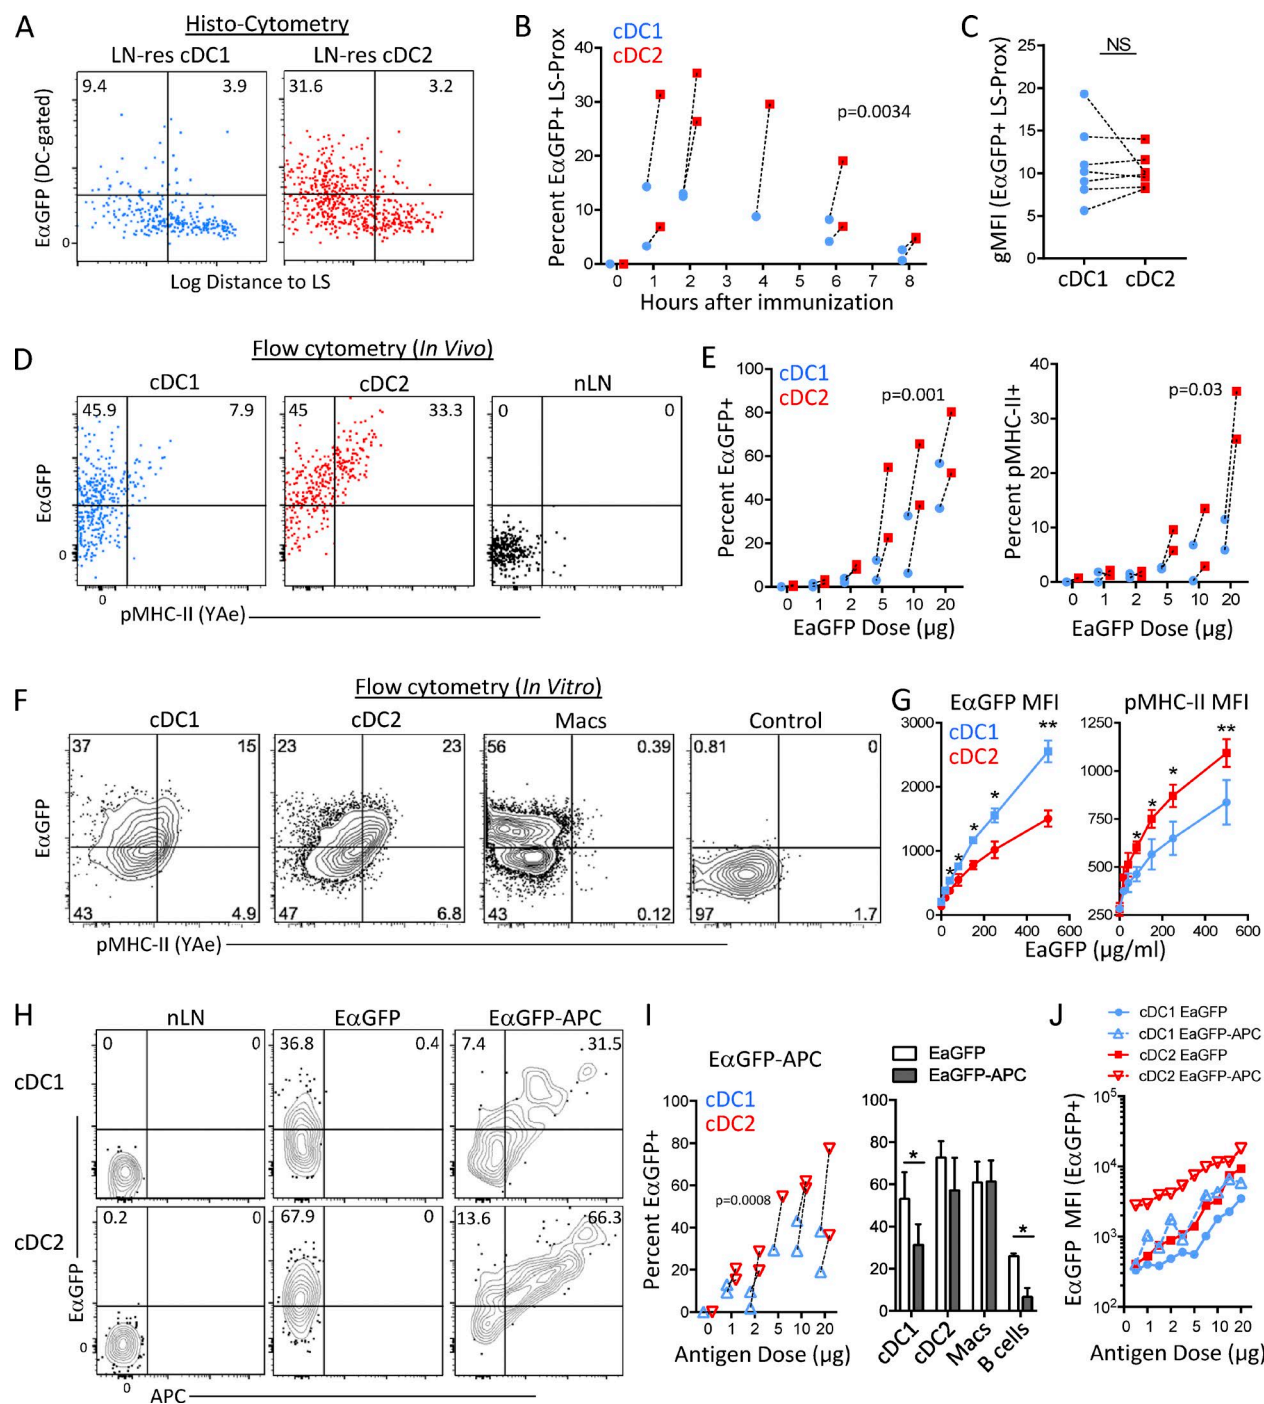 A
Histo-Cytometry
LN-res cDC1
LN-res cDC2
9.4
3.9
31.6
3.2
EαGFP (DC-gated)
0
Log Distance to LS
B
cDC1
cDC2
Percent EαGFP+ LS-Prox
40
30
20
10
0
p=0.0034
0 1 2 3 4 5 6 7 8
Hours after immunization
C
NS
gMFI (EαGFP+ LS-Prox)
25
20
15
10
5
0
cDC1 cDC2
D
Flow cytometry (In Vivo)
cDC1
cDC2
nLN
45.9
7.9
45
33.3
0
0
EαGFP
0
0
pMHC-II (YAe)
E
cDC1
cDC2
Percent EαGFP+
100
80
60
40
20
0
p=0.001
0 1 2 5 10 20
EaGFP Dose (µg)
Percent pMHC-II+
40
30
20
10
0
p=0.03
0 1 2 5 10 20
EaGFP Dose (µg)
F
Flow cytometry (In Vitro)
cDC1
cDC2
Macs
Control
37
15
23
23
56
0.39
0.81
0
EαGFP
43
4.9
47
6.8
43
0.12
97
1.7
pMHC-II (YAe)
G
EαGFP MFI
pMHC-II MFI
cDC1
cDC2
3000
2000
1000
0
* * * * **
0 200 400 600
1250
1000
750
500
250
* * * **
0 200 400 600
EaGFP (µg/ml)
H
nLN
EαGFP
EαGFP-APC
cDC1
0
0
36.8
0.4
7.4
31.5
cDC2
0.2
0
67.9
0
13.6
66.3
EαGFP
0
0
APC
I
EαGFP-APC
cDC1
cDC2
Percent EαGFP+
100
80
60
40
20
0
p=0.0008
0 1 2 5 10 20
Antigen Dose (µg)
EaGFP
EaGFP-APC
100
80
60
40
20
0
*
*
cDC1
cDC2
Macs
B cells
J
cDC1 EaGFP
cDC1 EaGFP-APC
cDC2 EaGFP
cDC2 EaGFP-APC
EαGFP MFI (EαGFP+)
10⁵
10⁴
10³
10²
0 1 2 5 10 20
Antigen Dose (µg)